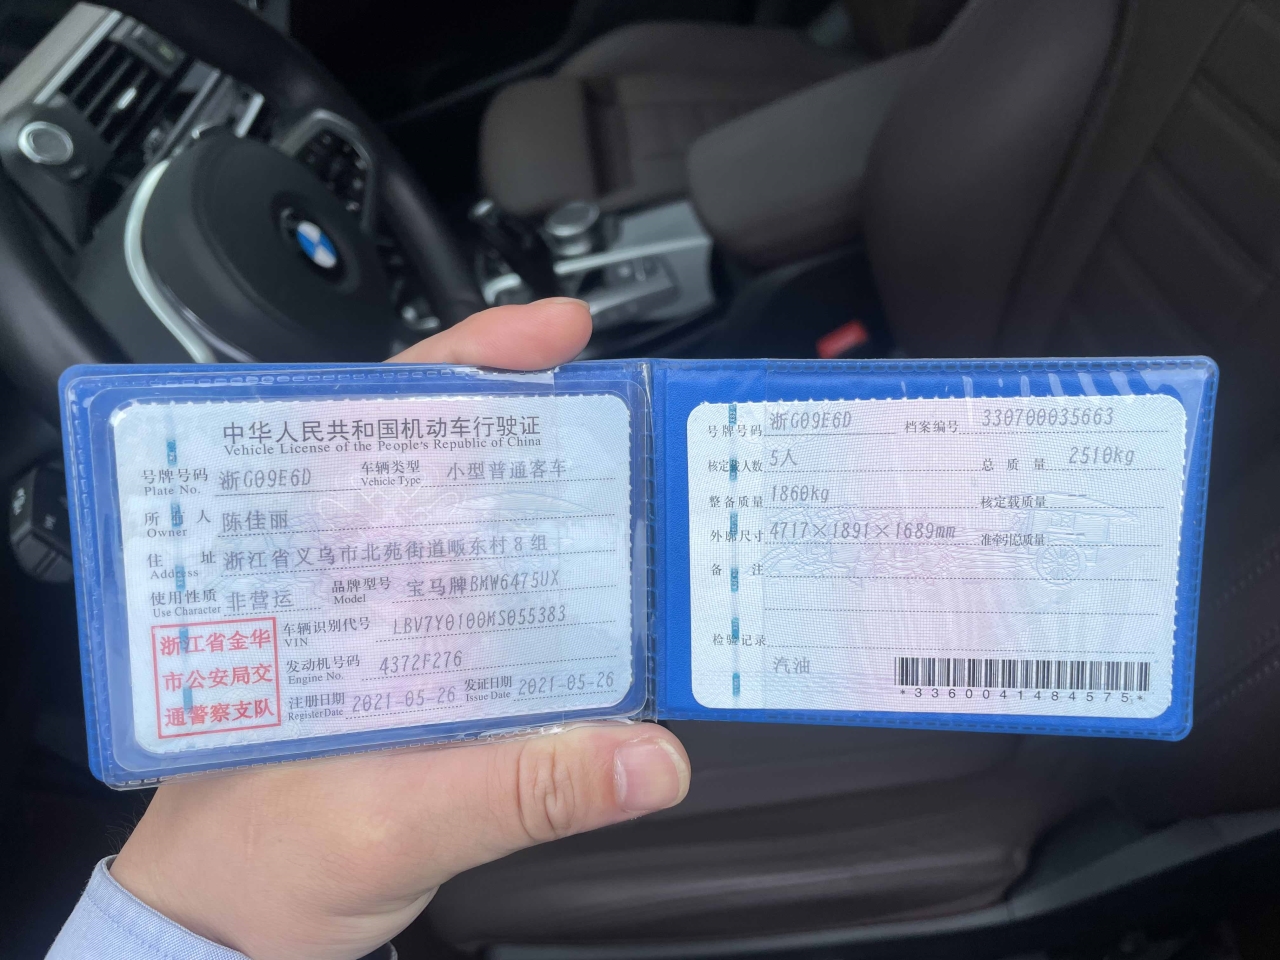 中华人民共和国机动车行驶证
Vehicle License of the People's Republic of China
号牌号码 浙G09E6D 车辆类型 小型普通客车
Plate No. Vehicle Type
所有人 陈佳丽
Owner
住址 浙江省义乌市北苑街道畈东村8组
Address
使用性质 非营运 品牌型号 宝马牌BMW6475UX
Use Character Model
浙江省金华
市公安局交
通警察支队
车辆识别代号 LBV7Y0100MS055383
VIN
发动机号码 4372F276
Engine No.
注册日期 2021-05-26 发证日期 2021-05-26
Register Date Issue Date
号牌号码 浙G09E6D 档案编号 330700035663
核定载人数 5人 总质量 2510kg
整备质量 1860kg 核定载质量
外廓尺寸 4717×1891×1689mm 准牵引总质量
备注
检验记录
汽油
*3360041484575*